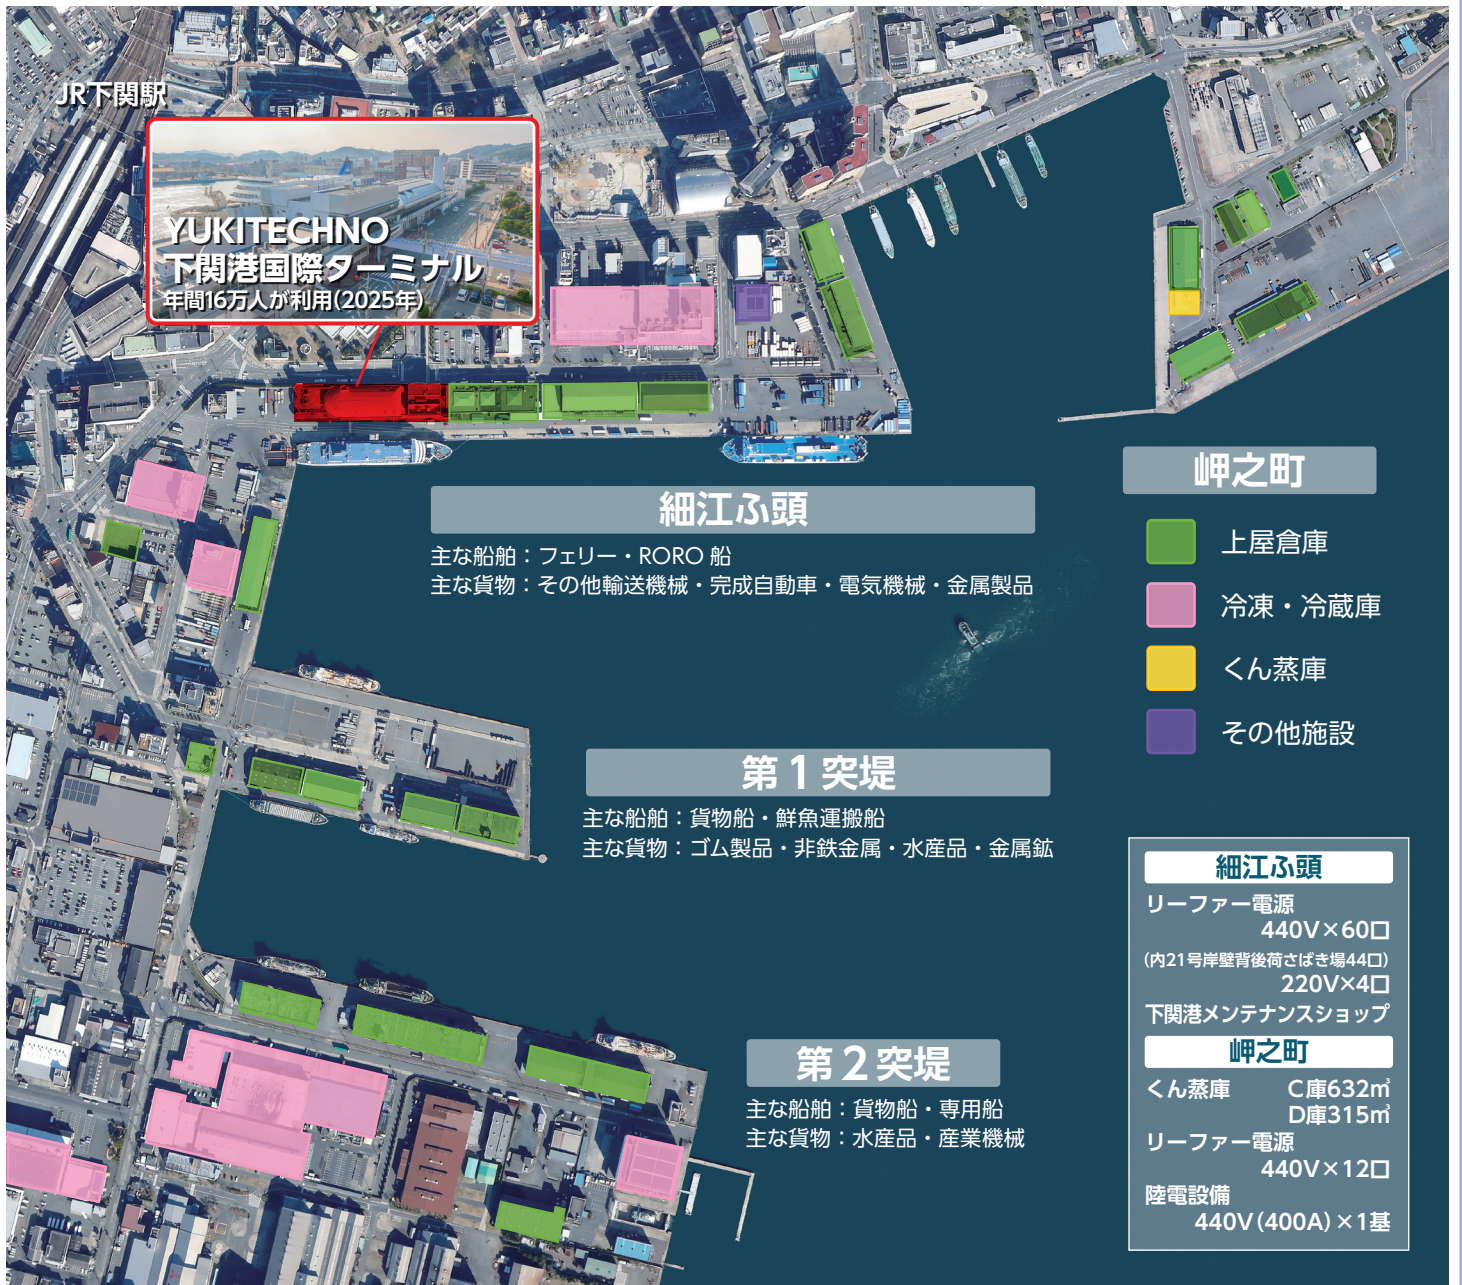 JR下関駅
YUKITECHNO
下関港国際ターミナル
年間16万人が利用(2025年)
細江ふ頭
主な船舶：フェリー・RORO 船
主な貨物：その他輸送機械・完成自動車・電気機械・金属製品
岬之町
上屋倉庫
冷凍・冷蔵庫
くん蒸庫
その他施設
第１突堤
主な船舶：貨物船・鮮魚運搬船
主な貨物：ゴム製品・非鉄金属・水産品・金属鉱
第２突堤
主な船舶：貨物船・専用船
主な貨物：水産品・産業機械
細江ふ頭
リーファー電源
440V×60口
(内21号岸壁背後荷さばき場44口)
220V×4口
下関港メンテナンスショップ
岬之町
くん蒸庫 C庫632㎡
D庫315㎡
リーファー電源
440V×12口
陸電設備
440V(400A)×1基